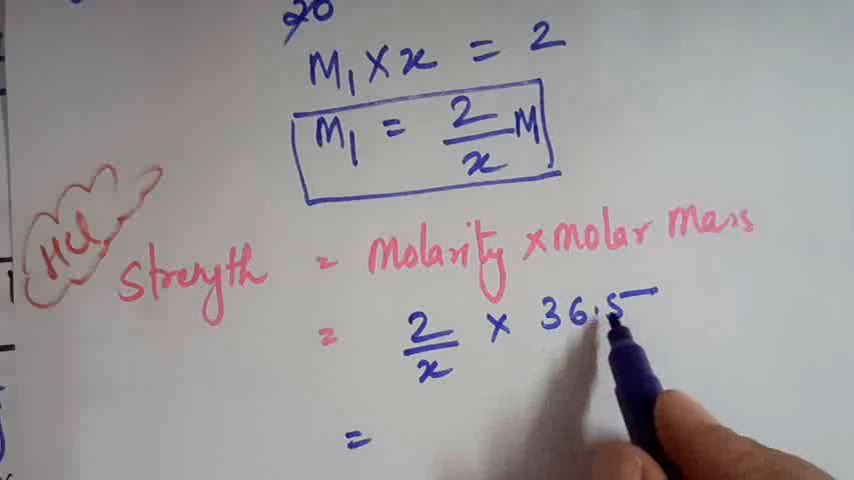 20
M₁ × x = 2
M₁ = 2/x M
HCl
Strength = Molarity × Molar Mass
= 2/x × 36.5
=